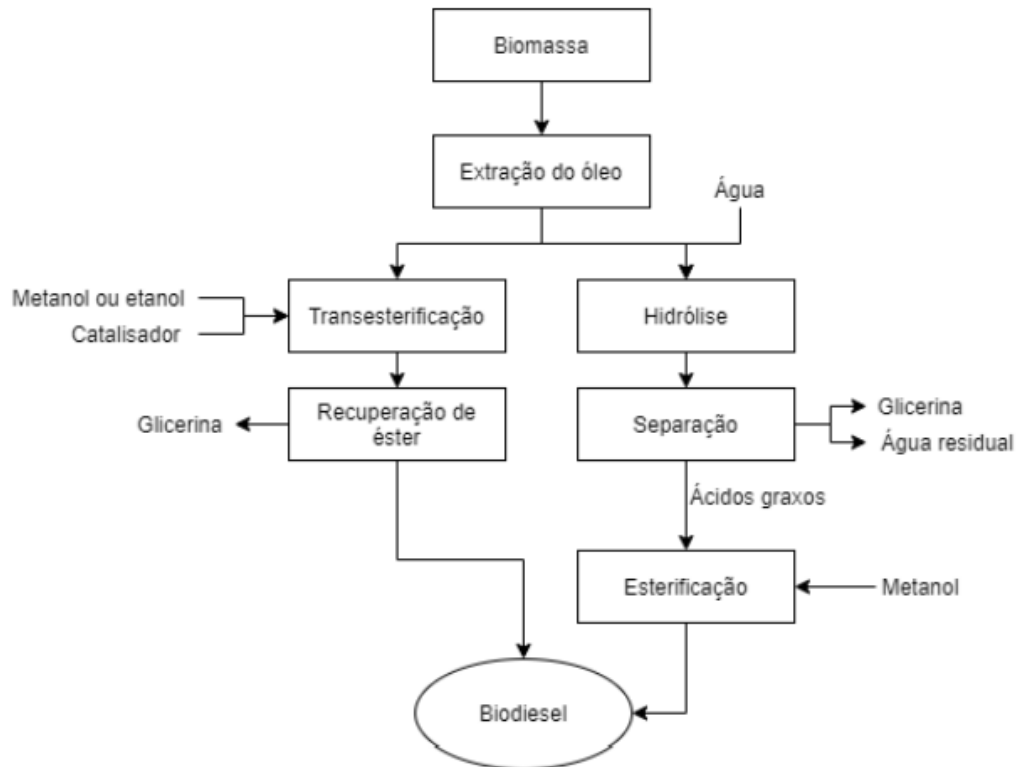 Biomassa
Extração do óleo
Água
Metanol ou etanol
Catalisador
Transesterificação
Hidrólise
Glicerina
Recuperação de
éster
Separação
Glicerina
Água residual
Ácidos graxos
Esterificação
Metanol
Biodiesel